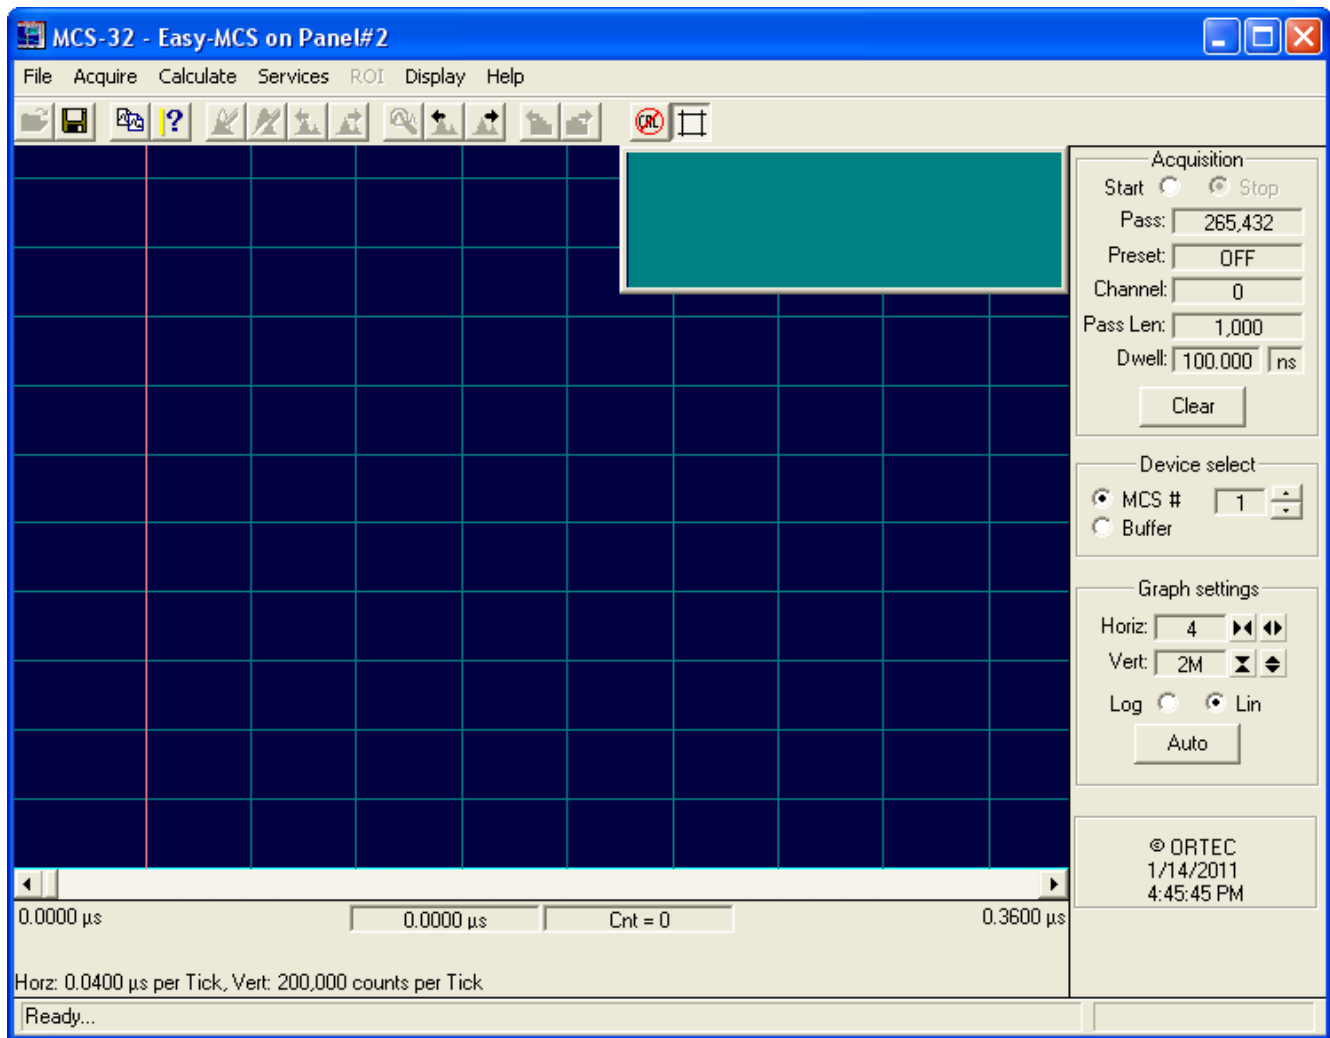 MCS-32 - Easy-MCS on Panel#2
File Acquire Calculate Services ROI Display Help
CRL
Acquisition
Start Stop
Pass: 265,432
Preset: OFF
Channel: 0
Pass Len: 1,000
Dwell: 100.000 ns
Clear
Device select
MCS # 1
Buffer
Graph settings
Horiz: 4
Vert: 2M
Log Lin
Auto
© ORTEC
1/14/2011
4:45:45 PM
0.0000 µs 0.0000 µs Cnt = 0 0.3600 µs
Horz: 0.0400 µs per Tick, Vert: 200,000 counts per Tick
Ready...